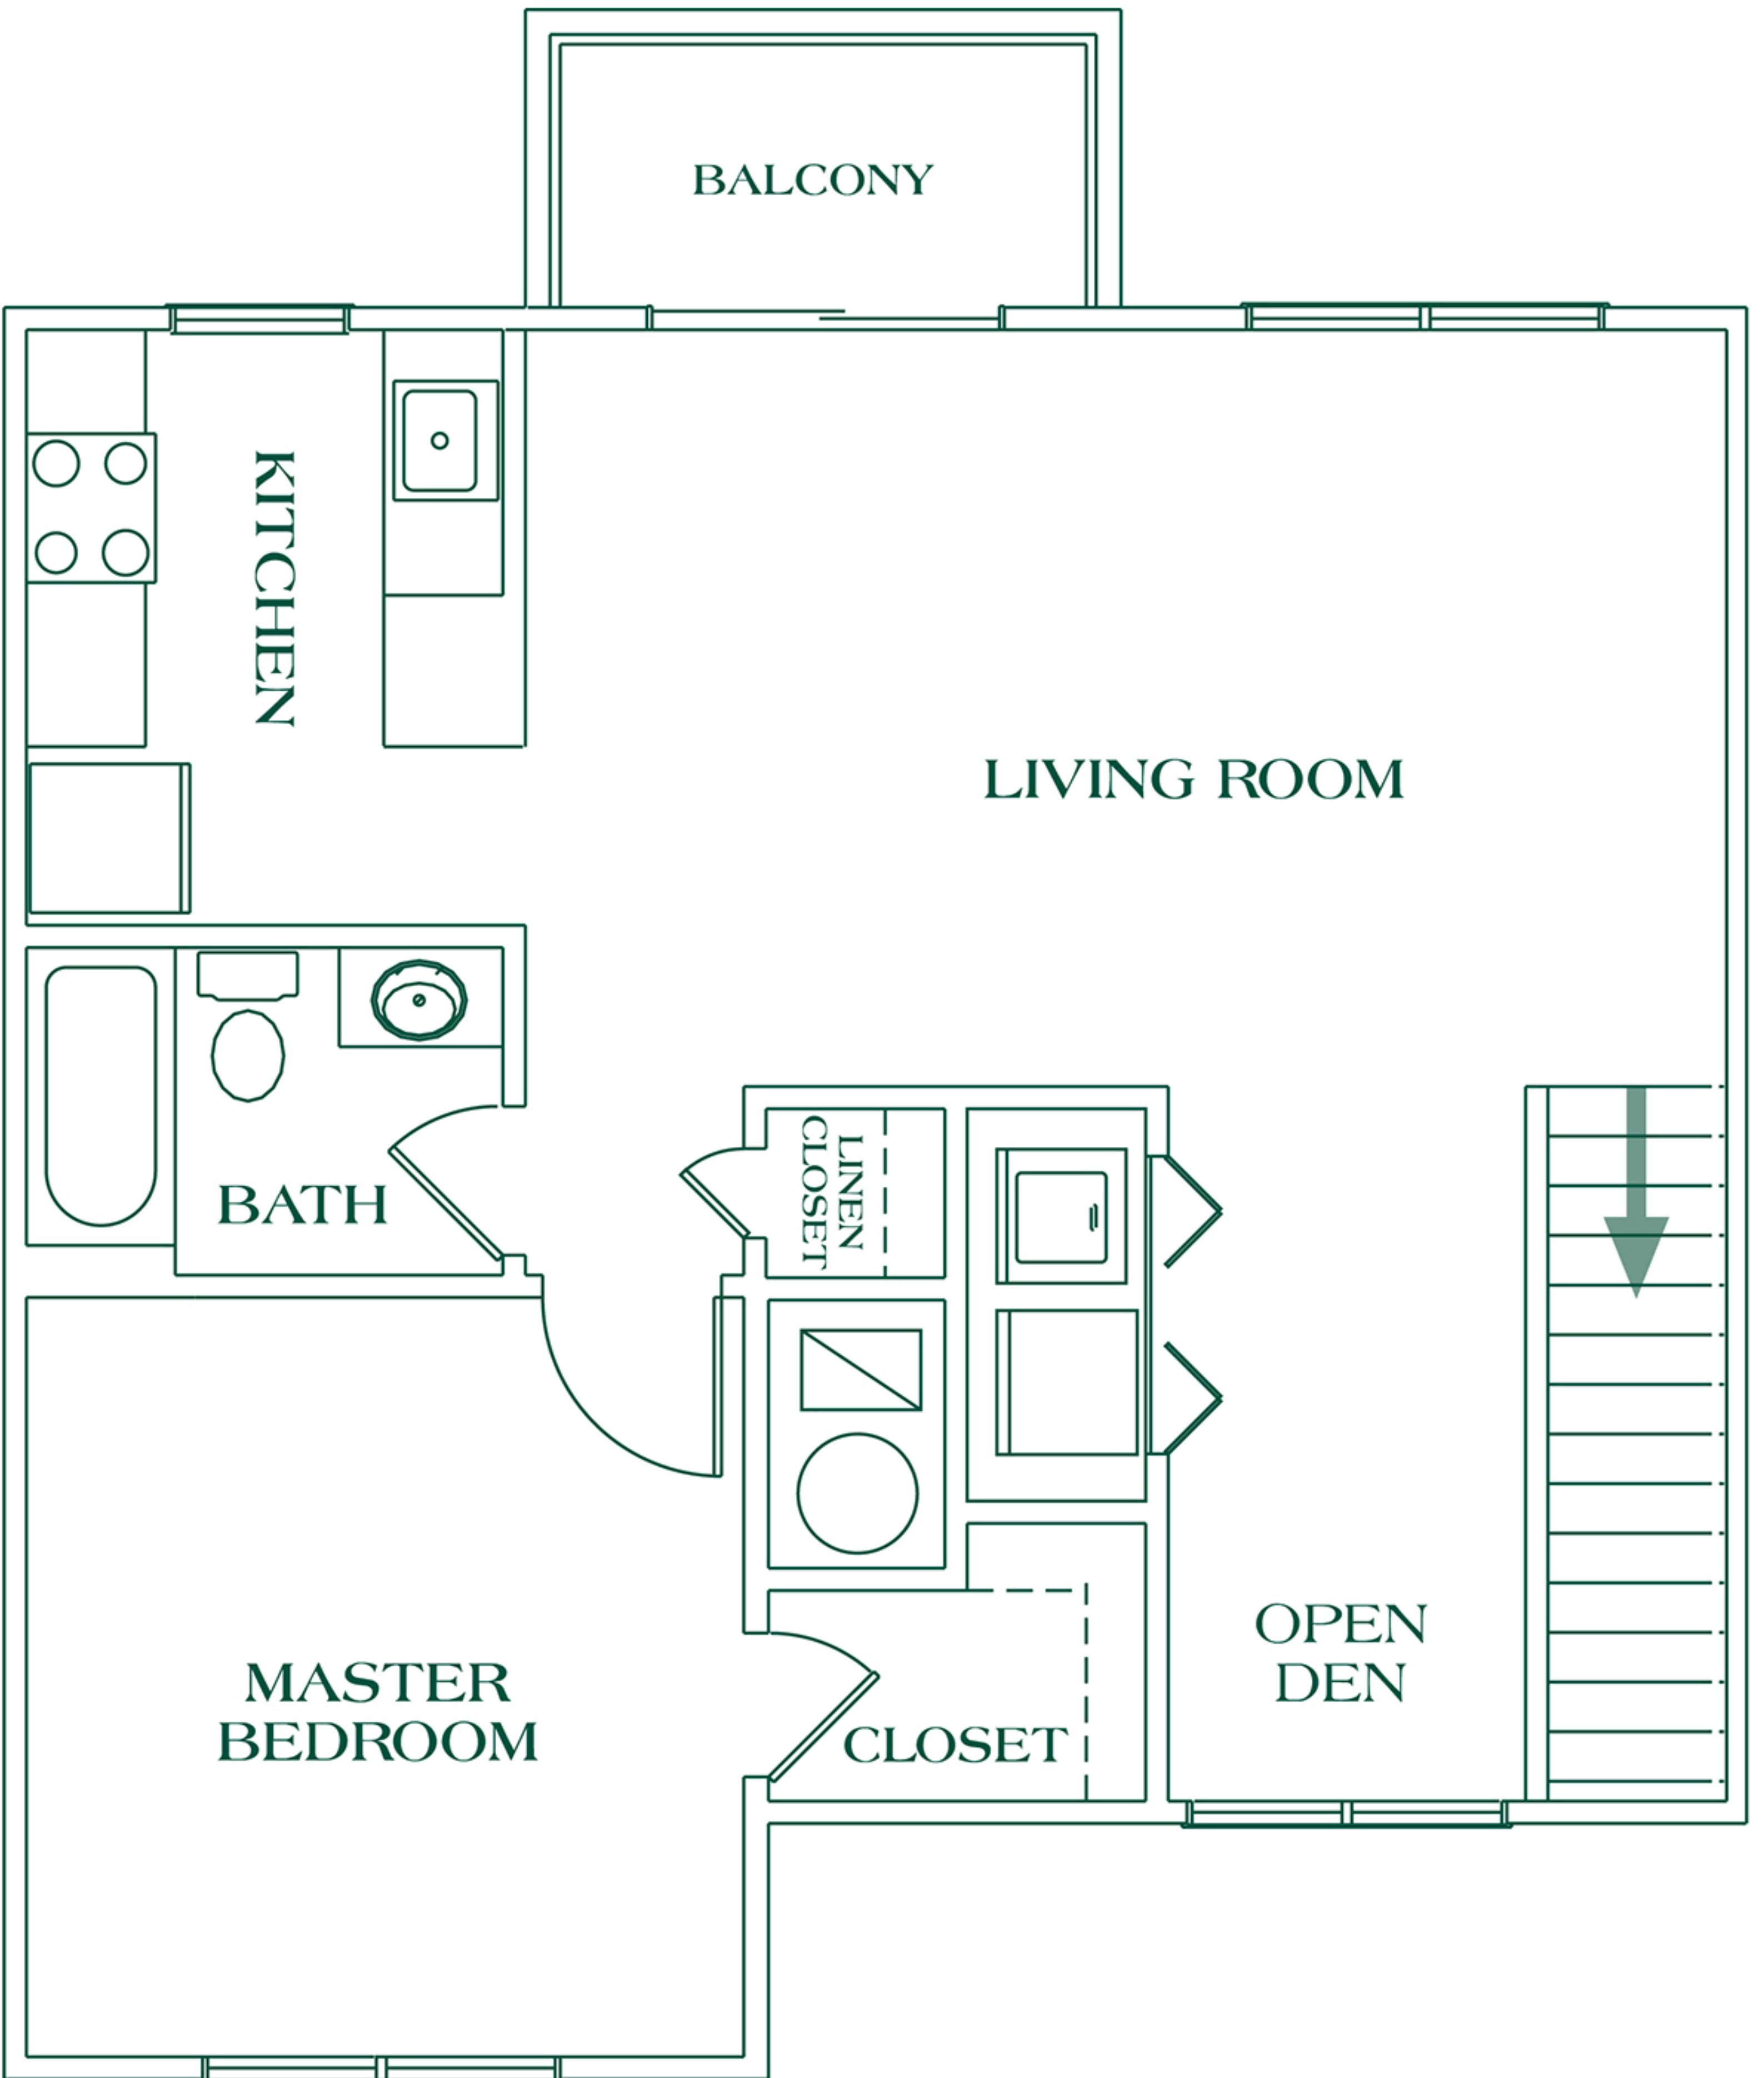 BALCONY
KITCHEN
LIVING ROOM
BATH
LINEN
CLOSET
OPEN
DEN
MASTER
BEDROOM
CLOSET